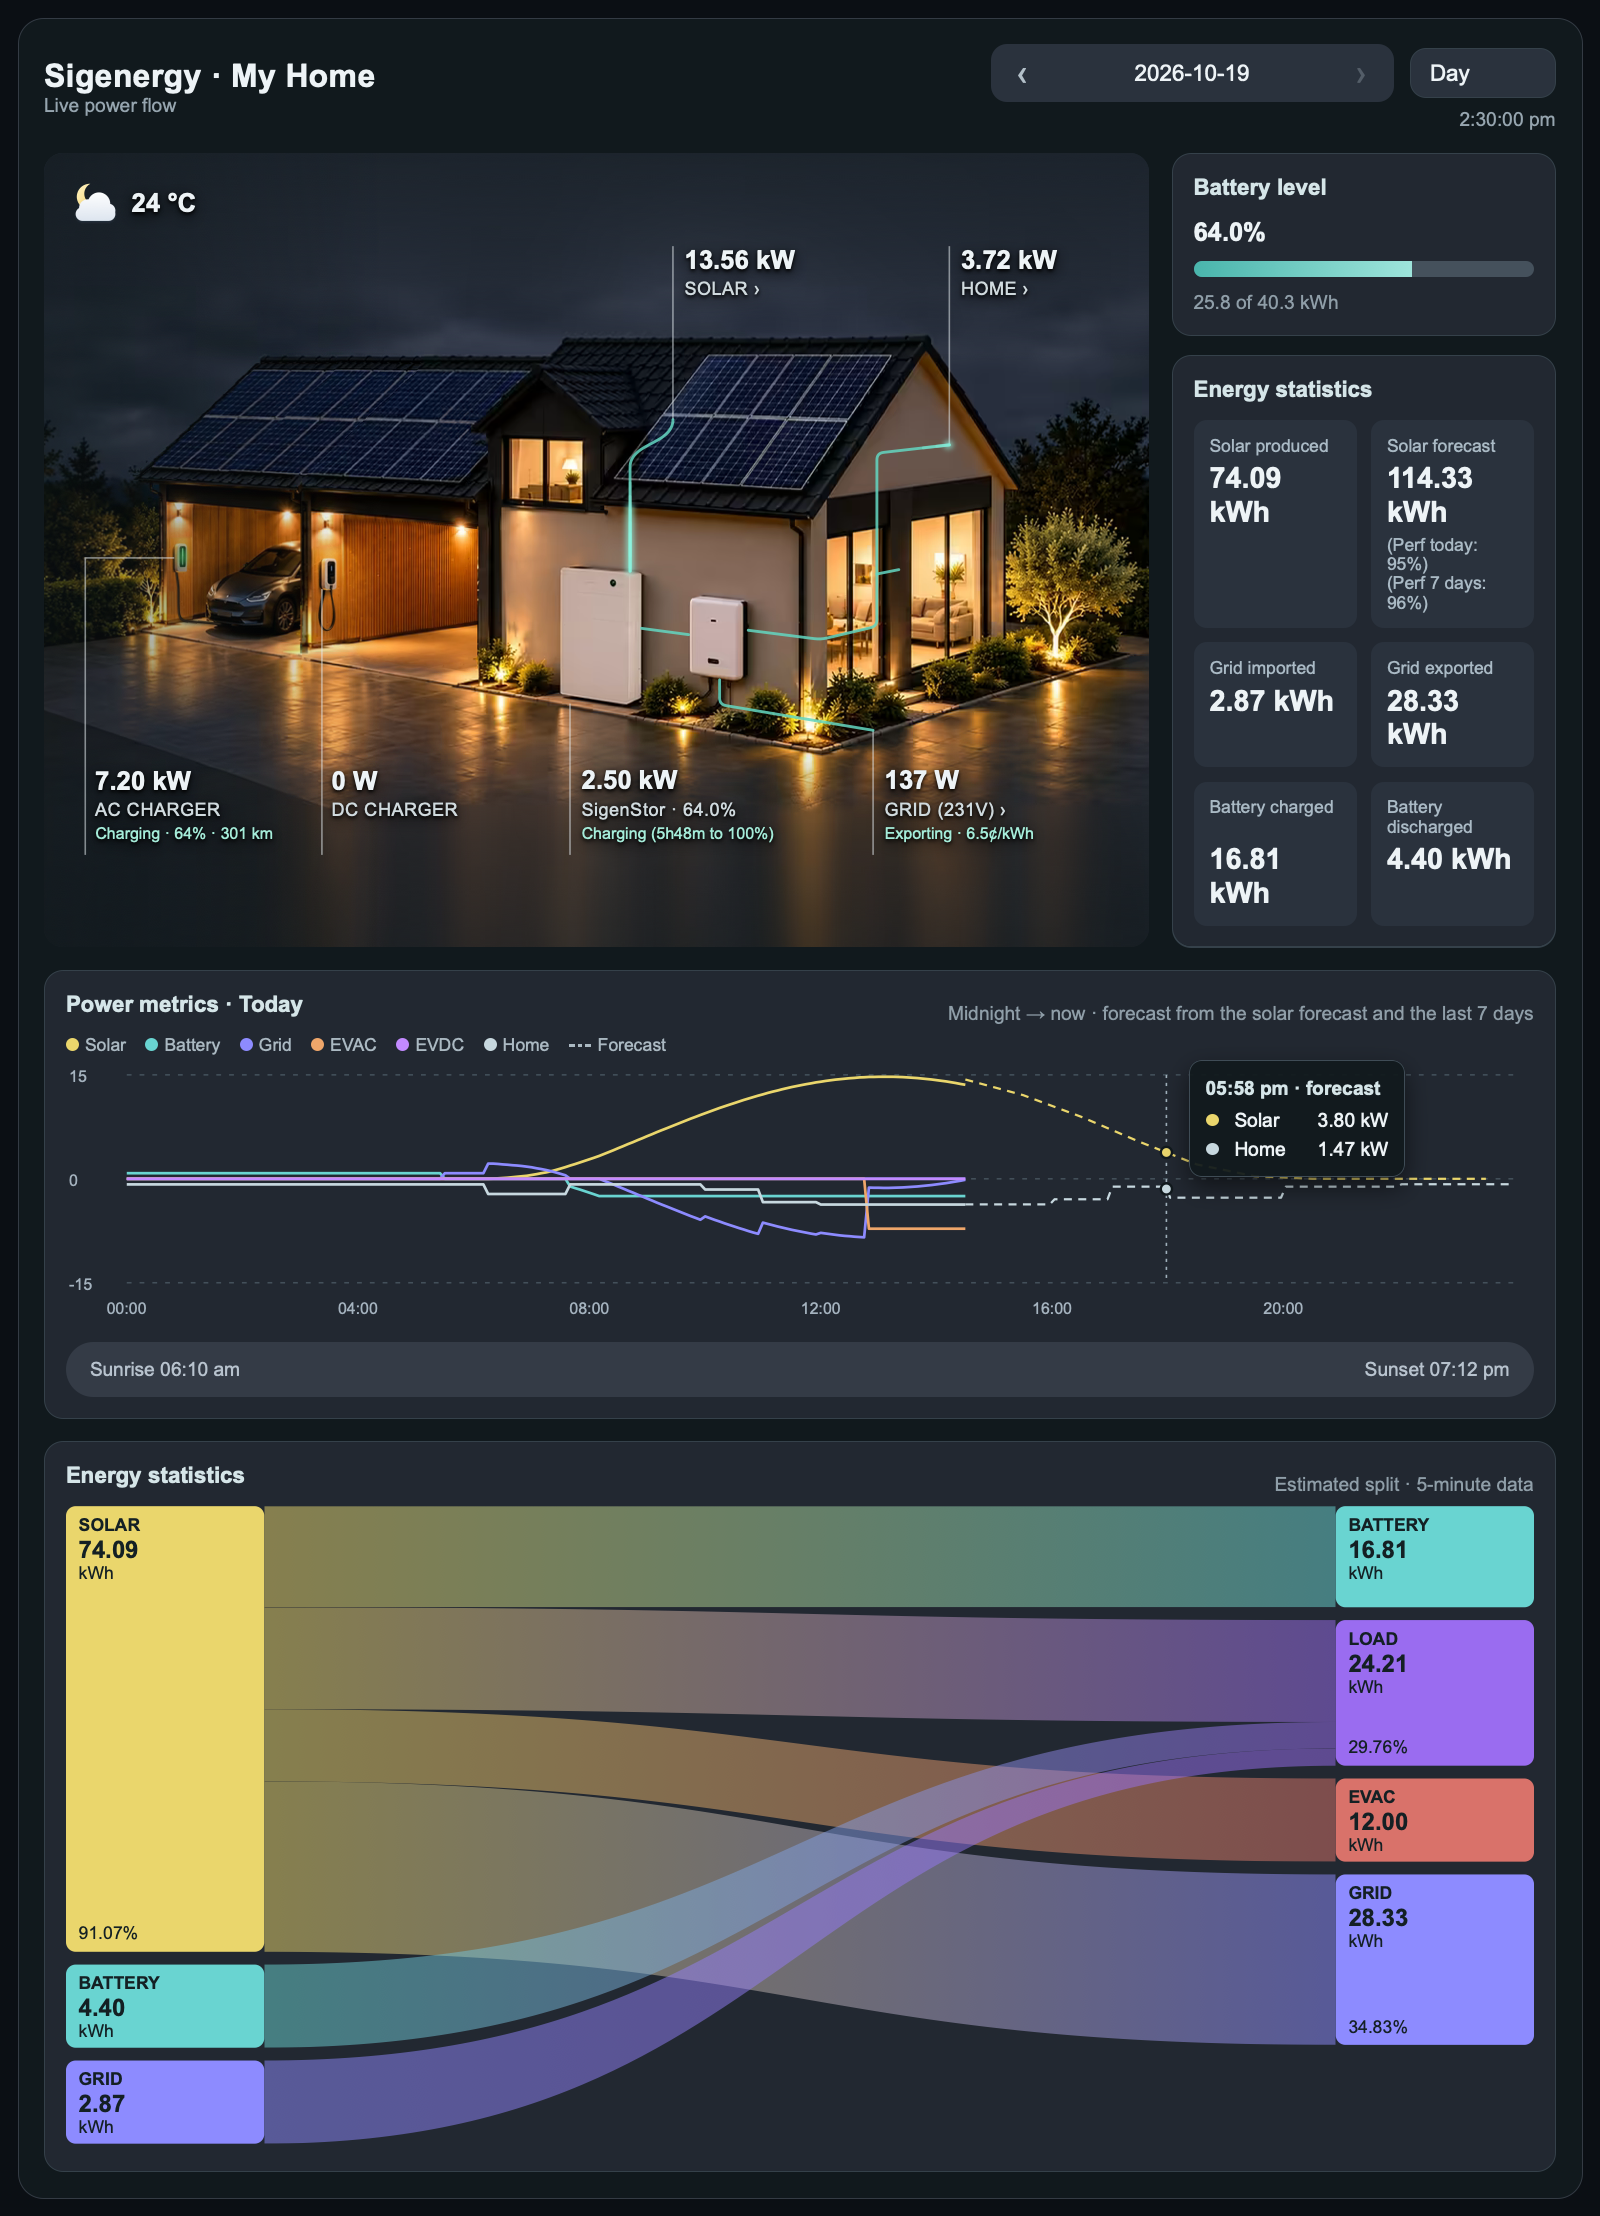 Sigenergy · My Home
Live power flow
‹ 2026-10-19 ›
Day
2:30:00 pm
24 °C
13.56 kW
SOLAR ›
3.72 kW
HOME ›
7.20 kW
AC CHARGER
Charging · 64% · 301 km
0 W
DC CHARGER
2.50 kW
SigenStor · 64.0%
Charging (5h48m to 100%)
137 W
GRID (231V) ›
Exporting · 6.5¢/kWh
Battery level
64.0%
25.8 of 40.3 kWh
Energy statistics
Solar produced
74.09
kWh
Solar forecast
114.33
kWh
(Perf today:
95%)
(Perf 7 days:
96%)
Grid imported
2.87 kWh
Grid exported
28.33
kWh
Battery charged
16.81
kWh
Battery
discharged
4.40 kWh
Power metrics · Today
Midnight → now · forecast from the solar forecast and the last 7 days
Solar Battery Grid EVAC EVDC Home Forecast
15
0
-15
05:58 pm · forecast
Solar 3.80 kW
Home 1.47 kW
00:00 04:00 08:00 12:00 16:00 20:00
Sunrise 06:10 am
Sunset 07:12 pm
Energy statistics
Estimated split · 5-minute data
SOLAR
74.09
kWh
91.07%
BATTERY
4.40
kWh
GRID
2.87
kWh
BATTERY
16.81
kWh
LOAD
24.21
kWh
29.76%
EVAC
12.00
kWh
GRID
28.33
kWh
34.83%